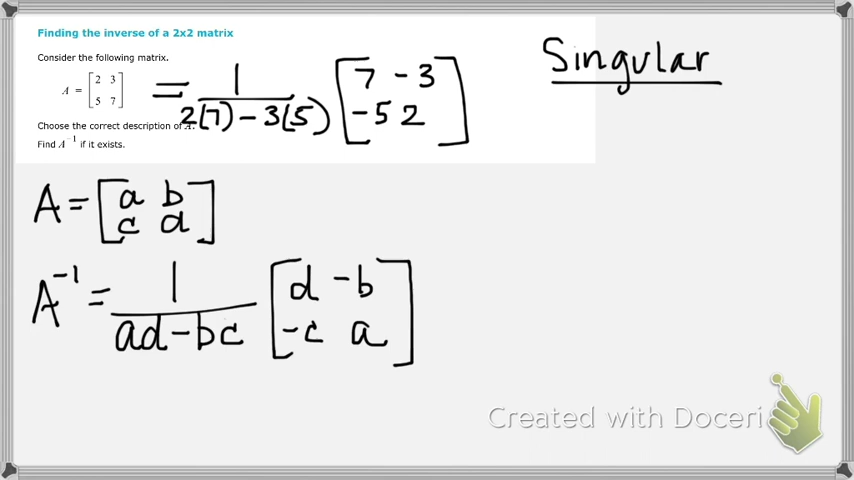 Finding the inverse of a 2x2 matrix
Singular
Consider the following matrix.
A = [2 3 = 1 [7 -3
5 7] 2(7) - 3(5) -5 2]
Choose the correct description of A.
Find A^-1 if it exists.
A = [a b
c d]
A^-1 = 1 [d -b
ad - bc -c a]
Created with Doceri